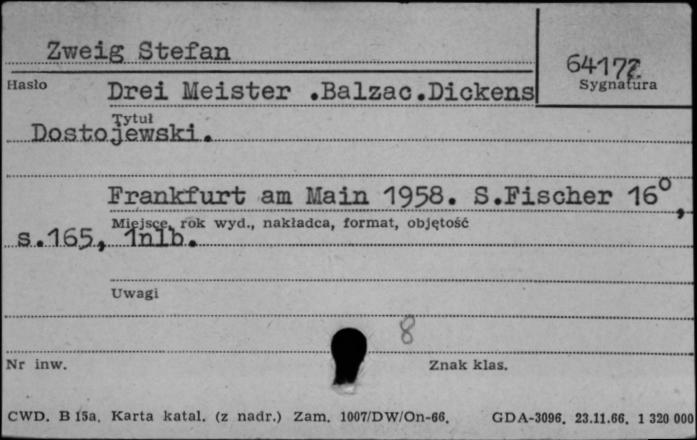 Zweig Stefan
64172
Hasło
Sygnatura
Drei Meister .Balzac.Dickens
Tytuł
Dostojewski.
Frankfurt am Main 1958. S.Fischer 16°,
Miejsce, rok wyd., nakładca, format, objętość
s.165, 1nlb.
Uwagi
8
Nr inw.
Znak klas.
CWD. B 15a. Karta katal. (z nadr.) Zam. 1007/DW/On-66. GDA-3096. 23.11.66. 1 320 000